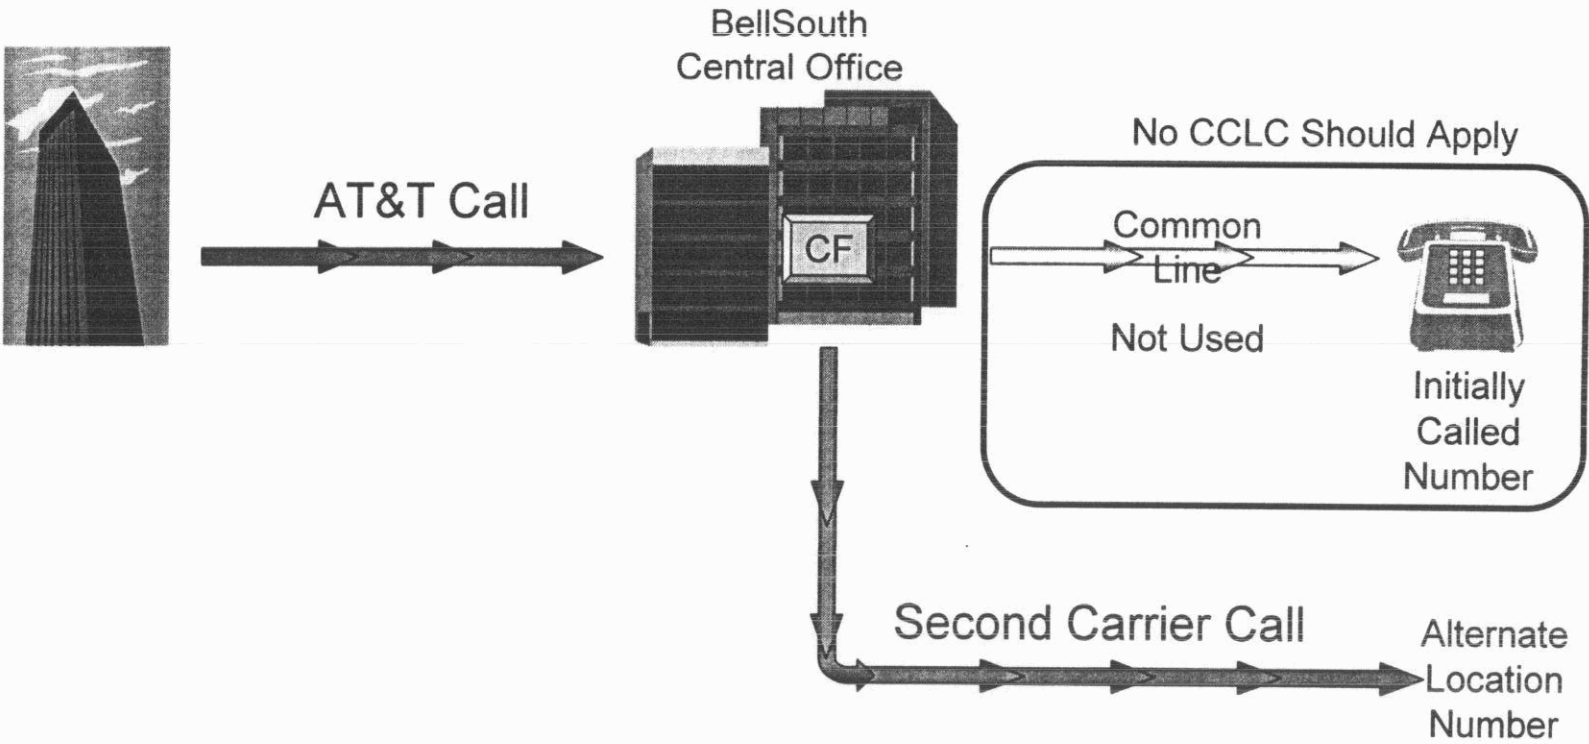 BellSouth
Central Office
No CCLC Should Apply
AT&T Call
CF
Common
Line
Not Used
Initially
Called
Number
Second Carrier Call
Alternate
Location
Number